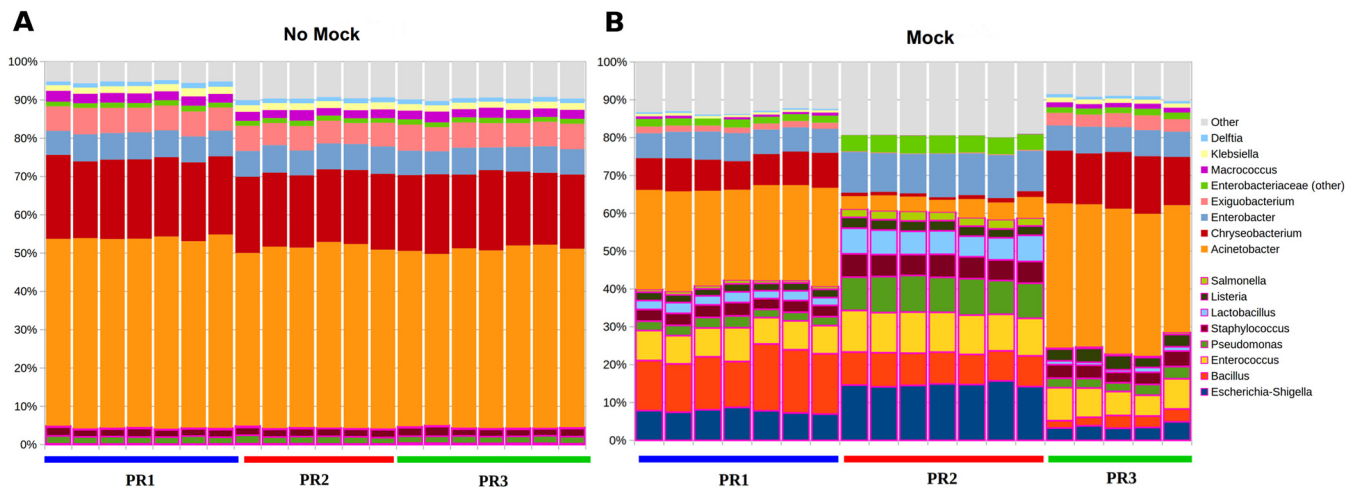 A
B
No Mock
Mock
100%
90%
80%
70%
60%
50%
40%
30%
20%
10%
0%
PR1
PR2
PR3
100%
90%
80%
70%
60%
50%
40%
30%
20%
10%
0%
PR1
PR2
PR3
Other
Delftia
Klebsiella
Macrococcus
Enterobacteriaceae (other)
Exiguobacterium
Enterobacter
Chryseobacterium
Acinetobacter
Salmonella
Listeria
Lactobacillus
Staphylococcus
Pseudomonas
Enterococcus
Bacillus
Escherichia-Shigella